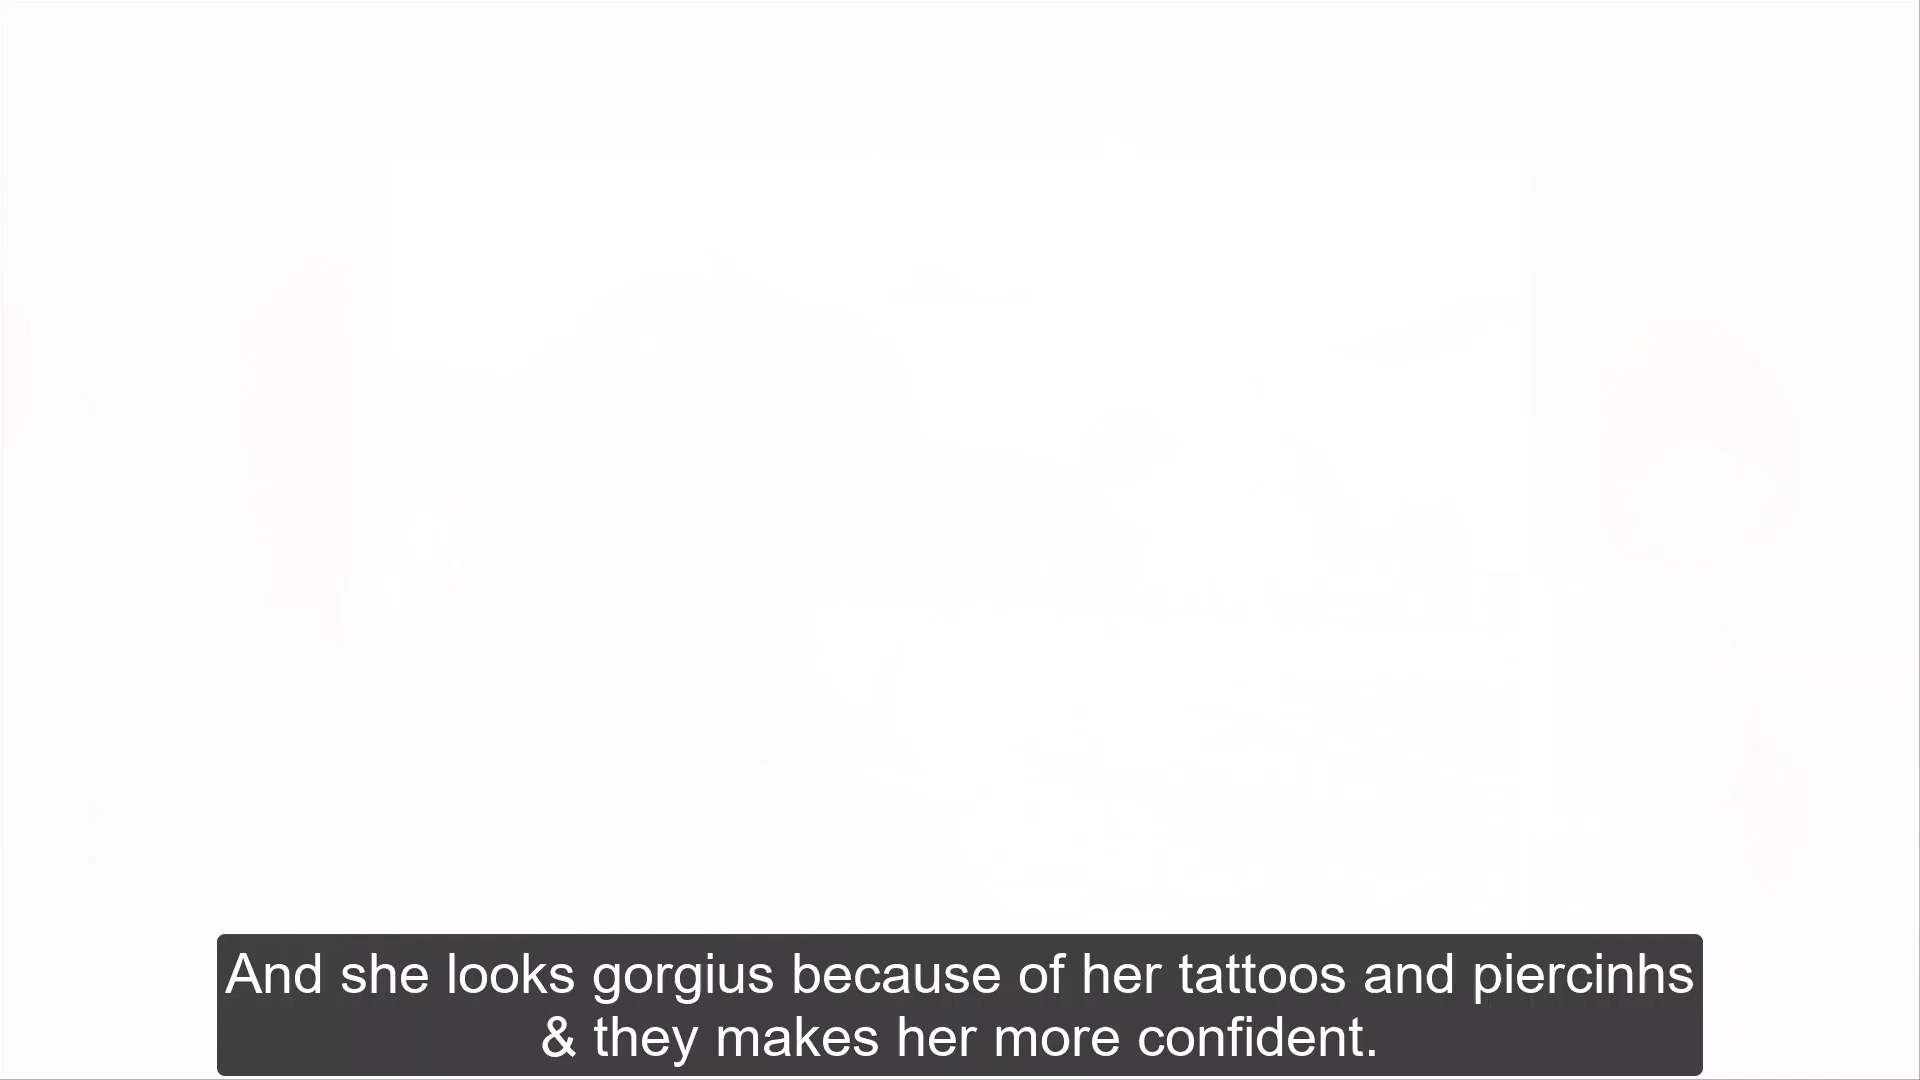 And she looks gorgius because of her tattoos and piercinhs
& they makes her more confident.